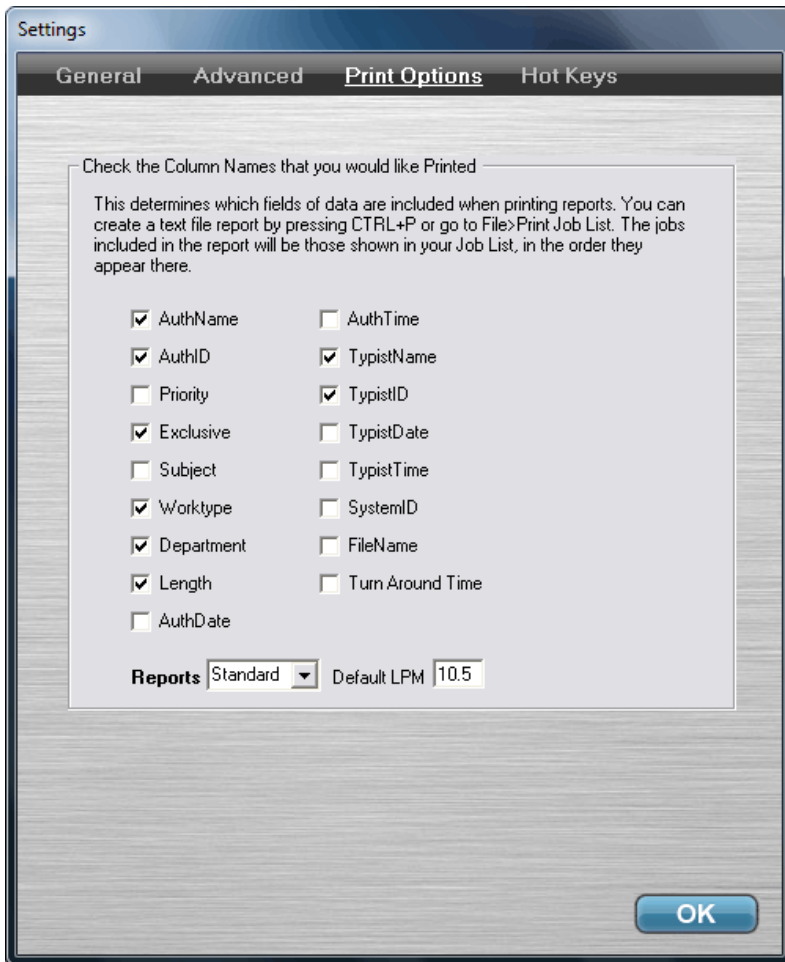 Settings
General Advanced Print Options Hot Keys
Check the Column Names that you would like Printed
This determines which fields of data are included when printing reports. You can
create a text file report by pressing CTRL+P or go to File>Print Job List. The jobs
included in the report will be those shown in your Job List, in the order they
appear there.
AuthName AuthTime
AuthID TypistName
Priority TypistID
Exclusive TypistDate
Subject TypistTime
Worktype SystemID
Department FileName
Length Turn Around Time
AuthDate
Reports Standard Default LPM 10.5
OK